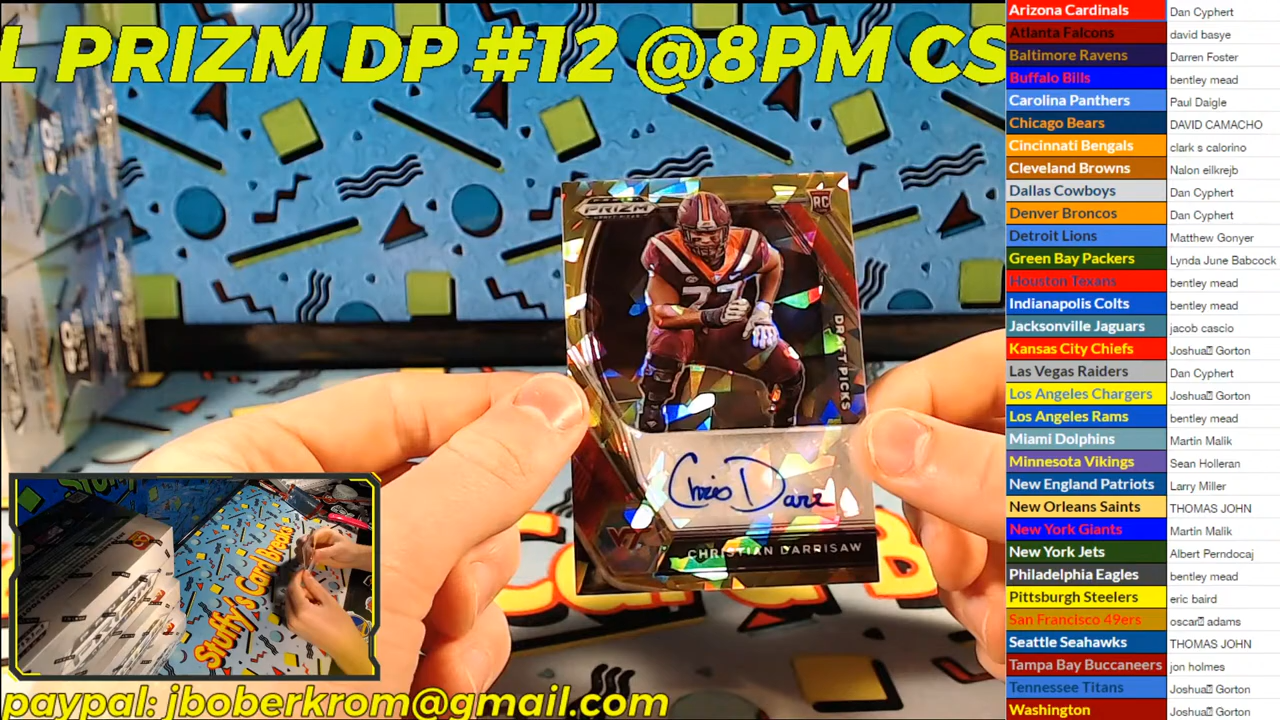 L PRIZM DP #12 @8PM CS
PRIZM
RC
77
DRAFT PICKS
Chris Darr
CHRISTIAN DARRISAW
Stuffy's Card Breaks
paypal: jboberkrom@gmail.com
Arizona Cardinals Dan Cyphert
Atlanta Falcons david basye
Baltimore Ravens Darren Foster
Buffalo Bills bentley mead
Carolina Panthers Paul Daigle
Chicago Bears DAVID CAMACHO
Cincinnati Bengals clark s calorino
Cleveland Browns Nalon eilkrejb
Dallas Cowboys Dan Cyphert
Denver Broncos Dan Cyphert
Detroit Lions Matthew Gonyer
Green Bay Packers Lynda June Babcock
Houston Texans bentley mead
Indianapolis Colts bentley mead
Jacksonville Jaguars jacob cascio
Kansas City Chiefs Joshua Gorton
Las Vegas Raiders Dan Cyphert
Los Angeles Chargers Joshua Gorton
Los Angeles Rams bentley mead
Miami Dolphins Martin Malik
Minnesota Vikings Sean Holleran
New England Patriots Larry Miller
New Orleans Saints THOMAS JOHN
New York Giants Martin Malik
New York Jets Albert Perndocaj
Philadelphia Eagles bentley mead
Pittsburgh Steelers eric baird
San Francisco 49ers oscar adams
Seattle Seahawks THOMAS JOHN
Tampa Bay Buccaneers jon holmes
Tennessee Titans Joshua Gorton
Washington Joshua Gorton